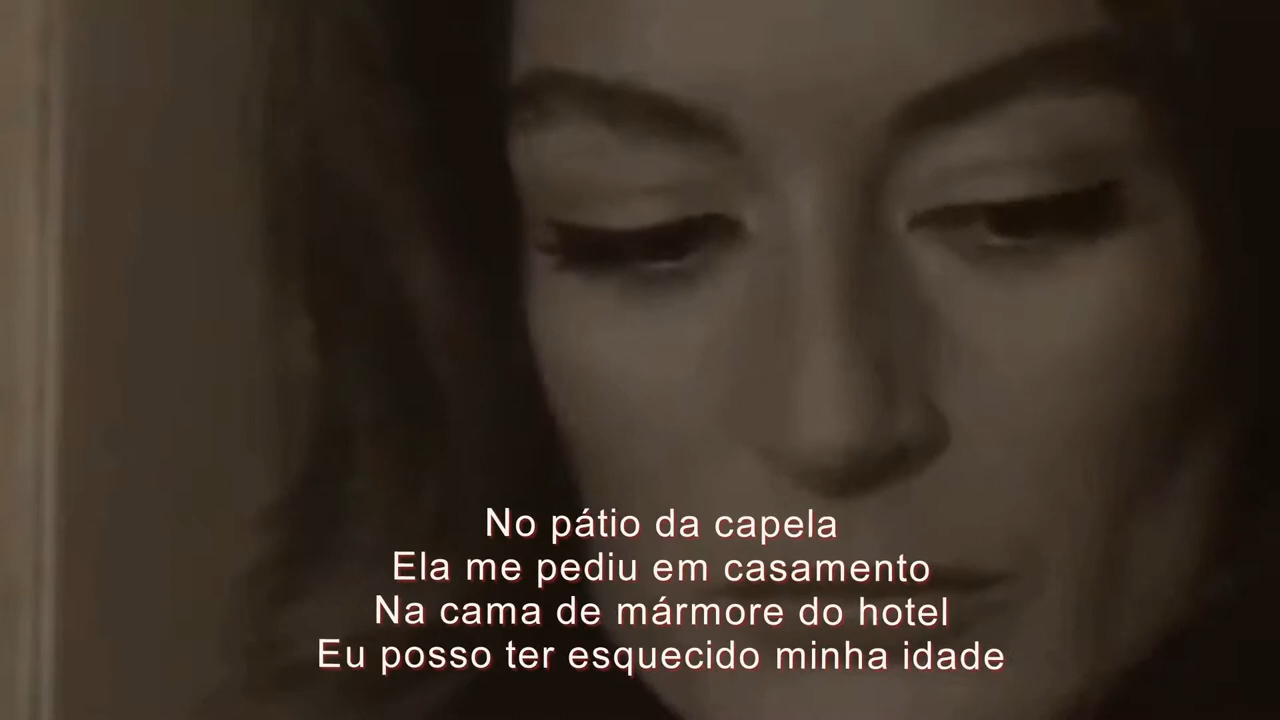 No pátio da capela
Ela me pediu em casamento
Na cama de mármore do hotel
Eu posso ter esquecido minha idade